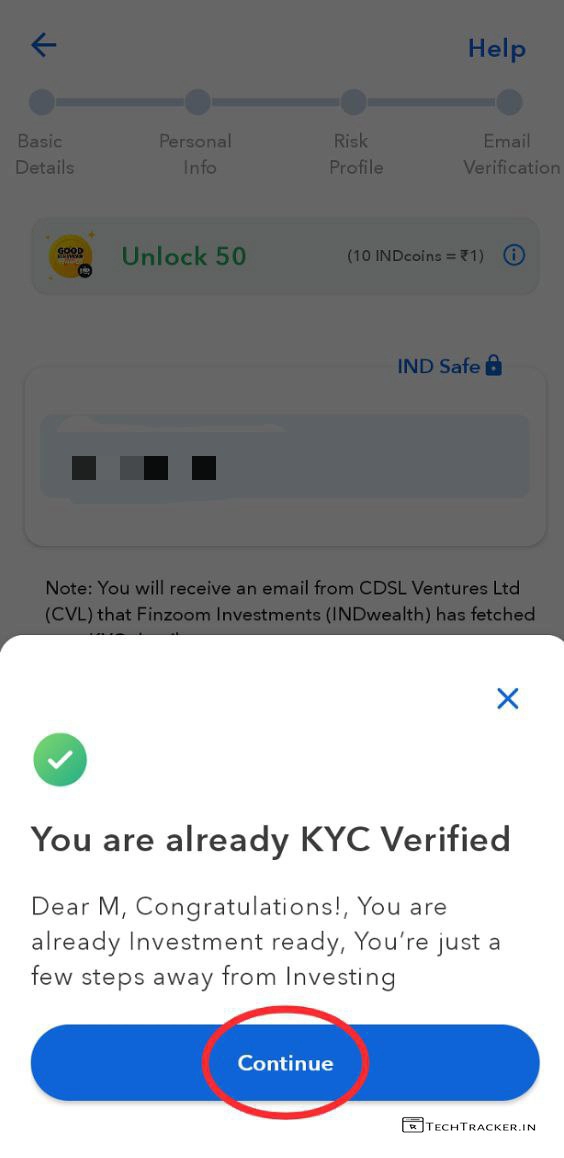 Help
Basic Details
Personal Info
Risk Profile
Email Verification
GOOD
Unlock 50 (10 INDcoins = ₹1)
IND Safe
Note: You will receive an email from CDSL Ventures Ltd
(CVL) that Finzoom Investments (INDwealth) has fetched
You are already KYC Verified
Dear M, Congratulations!, You are
already Investment ready, You’re just a
few steps away from Investing
Continue
TECHTRACKER.IN